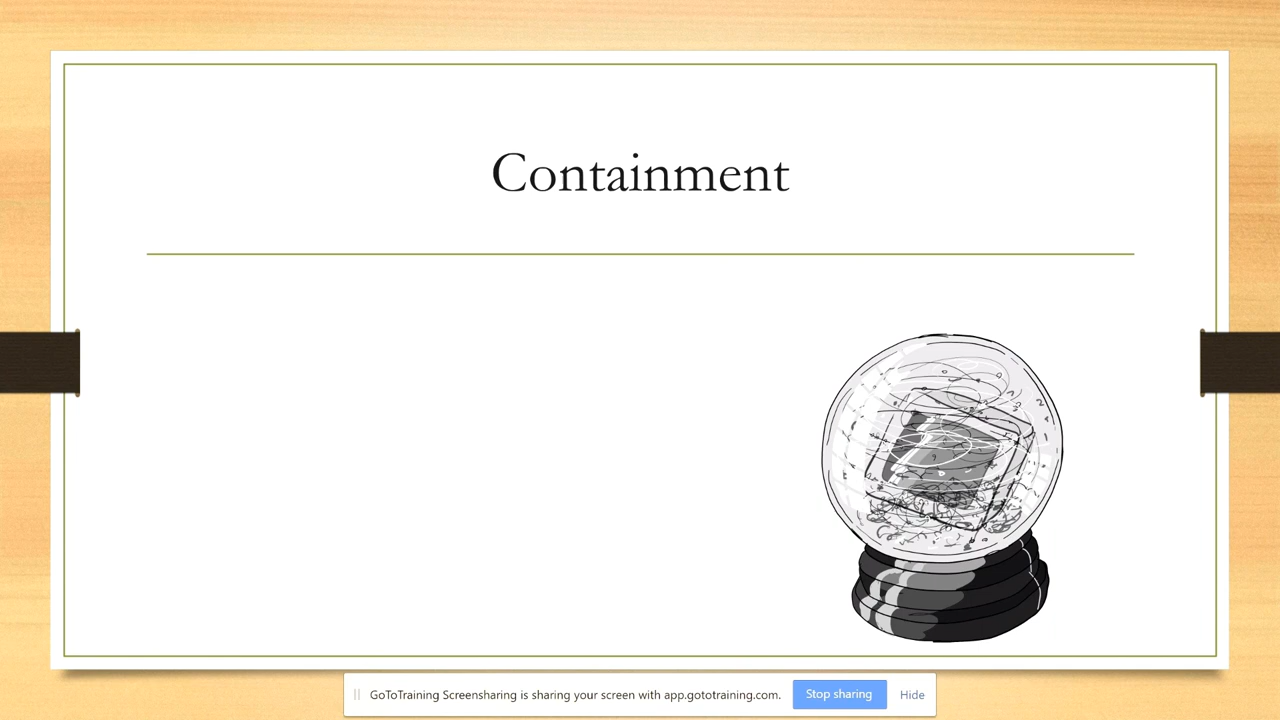 Containment
GoToTraining Screensharing is sharing your screen with app.gototraining.com.
Stop sharing
Hide